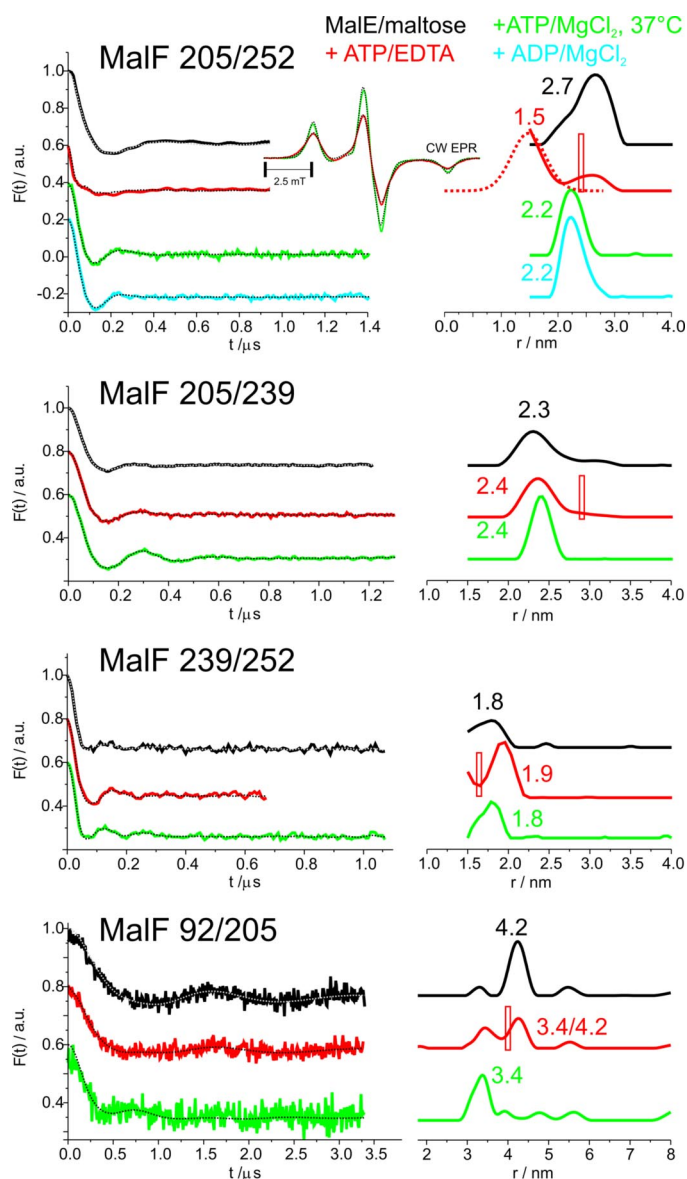 MalE/maltose +ATP/MgCl₂, 37°C
+ ATP/EDTA + ADP/MgCl₂
MalF 205/252
F(t) / a.u.
1.0
0.8
0.6
0.4
0.2
0.0
-0.2
0.0 0.2 0.4 0.6 0.8 1.0 1.2 1.4
t /μs
CW EPR
2.5 mT
2.7
1.5
2.2
2.2
0.0 1.0 2.0 3.0 4.0
r / nm
MalF 205/239
F(t) / a.u.
1.0
0.8
0.6
0.4
0.0 0.2 0.4 0.6 0.8 1.0 1.2
t /μs
2.3
2.4
2.4
1.0 1.5 2.0 2.5 3.0 3.5 4.0
r / nm
MalF 239/252
F(t) / a.u.
1.0
0.8
0.6
0.4
0.0 0.2 0.4 0.6 0.8 1.0
t /μs
1.8
1.9
1.8
1.0 1.5 2.0 2.5 3.0 3.5 4.0
r / nm
MalF 92/205
F(t) / a.u.
1.0
0.8
0.6
0.4
0.0 0.5 1.0 1.5 2.0 2.5 3.0 3.5
t /μs
4.2
3.4/4.2
3.4
2 3 4 5 6 7 8
r / nm